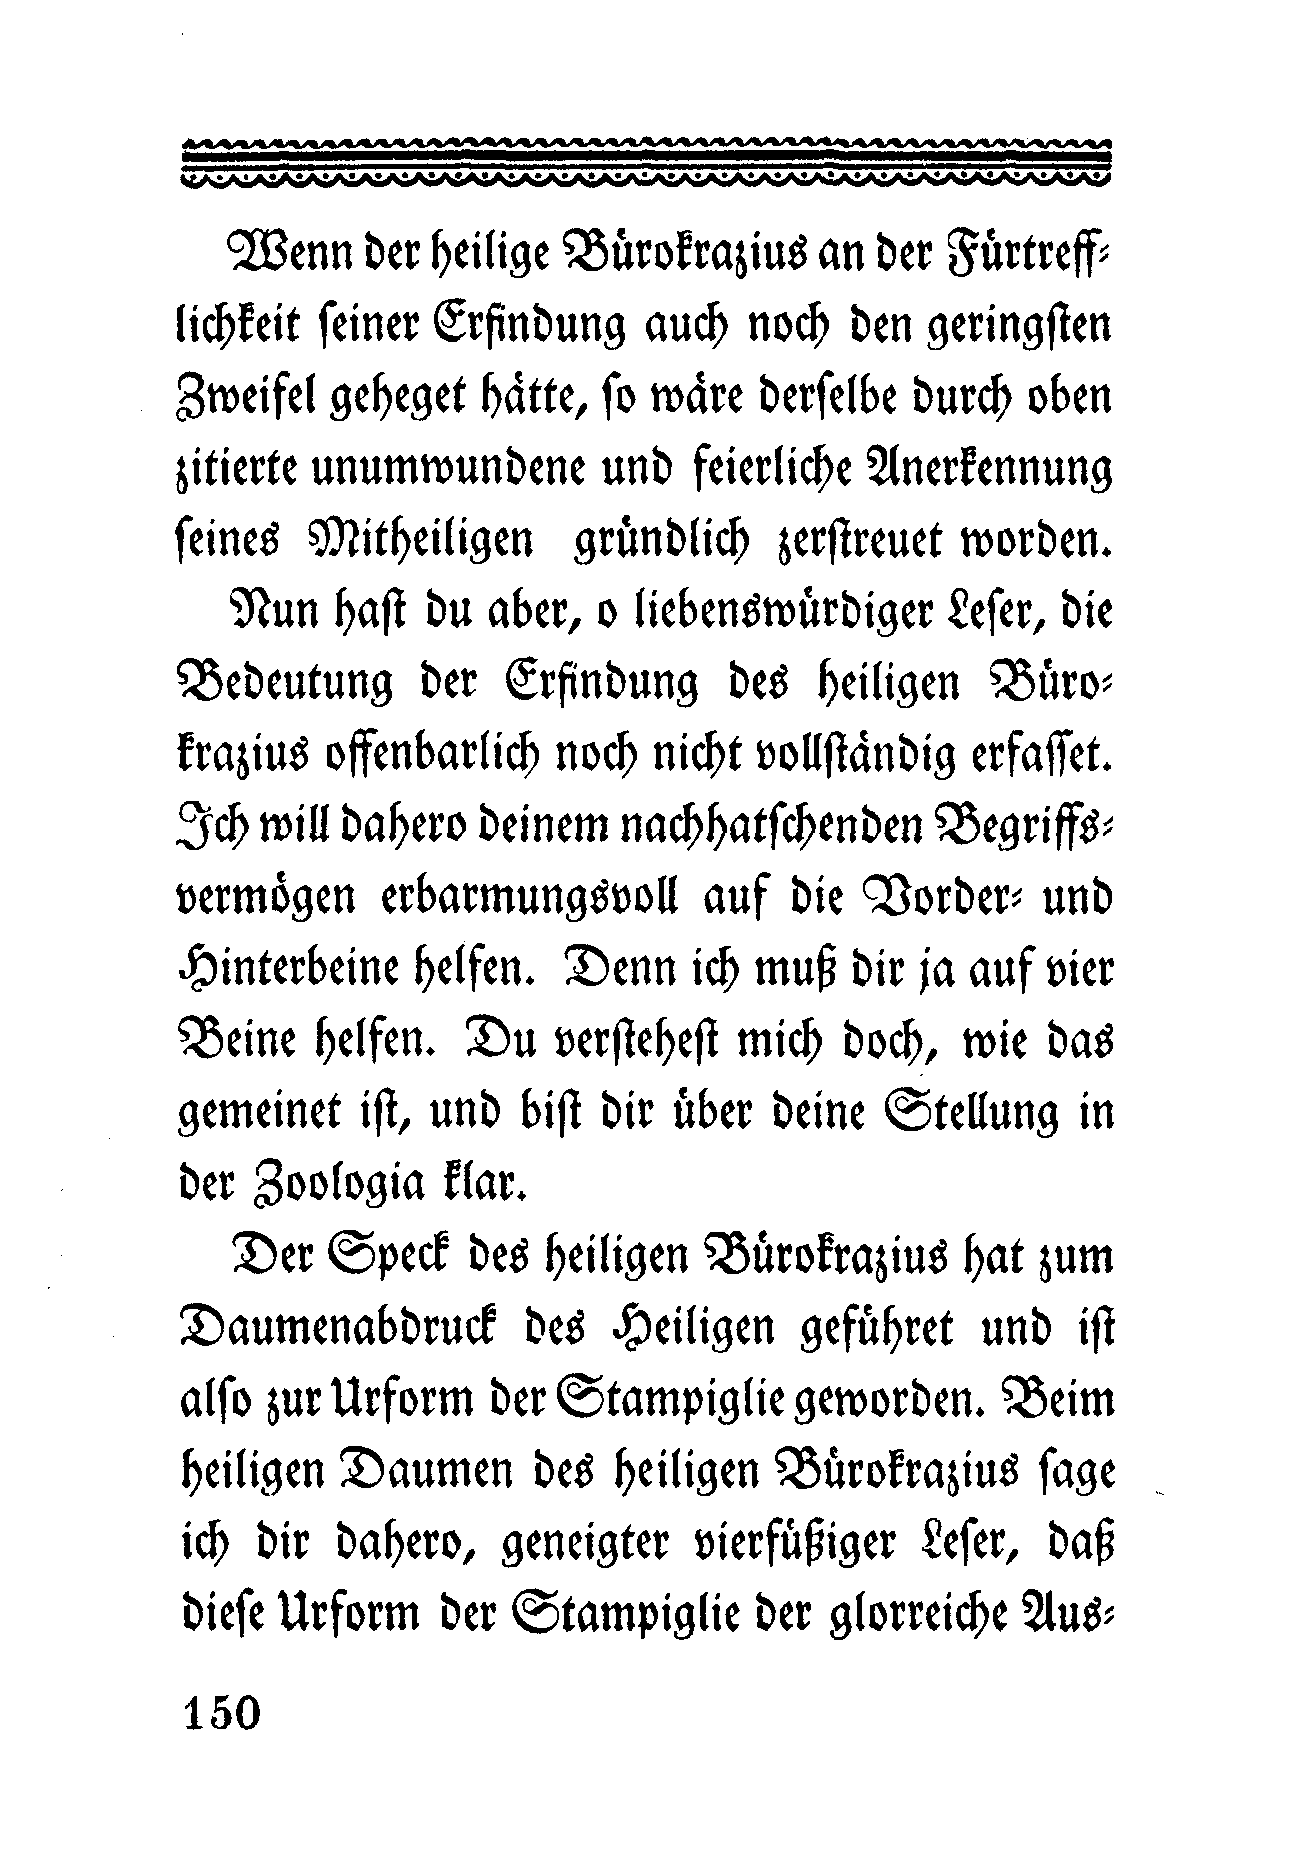 Wenn der heilige Bürokrazius an der Fürtreff-
lichkeit ſeiner Erfindung auch noch den geringſten
Zweifel geheget hätte, ſo wäre derſelbe durch oben
zitierte unumwundene und feierliche Anerkennung
ſeines Mitheiligen gründlich zerſtreuet worden.
Nun haſt du aber, o liebenswürdiger Leſer, die
Bedeutung der Erfindung des heiligen Büro-
krazius offenbarlich noch nicht vollſtändig erfaſſet.
Ich will dahero deinem nachhatſchenden Begriffs-
vermögen erbarmungsvoll auf die Vorder- und
Hinterbeine helfen. Denn ich muß dir ja auf vier
Beine helfen. Du verſteheſt mich doch, wie das
gemeinet iſt, und biſt dir über deine Stellung in
der Zoologia klar.
Der Speck des heiligen Bürokrazius hat zum
Daumenabdruck des Heiligen geführet und iſt
alſo zur Urform der Stampiglie geworden. Beim
heiligen Daumen des heiligen Bürokrazius ſage
ich dir dahero, geneigter vierfüßiger Leſer, daß
dieſe Urform der Stampiglie der glorreiche Aus-
150